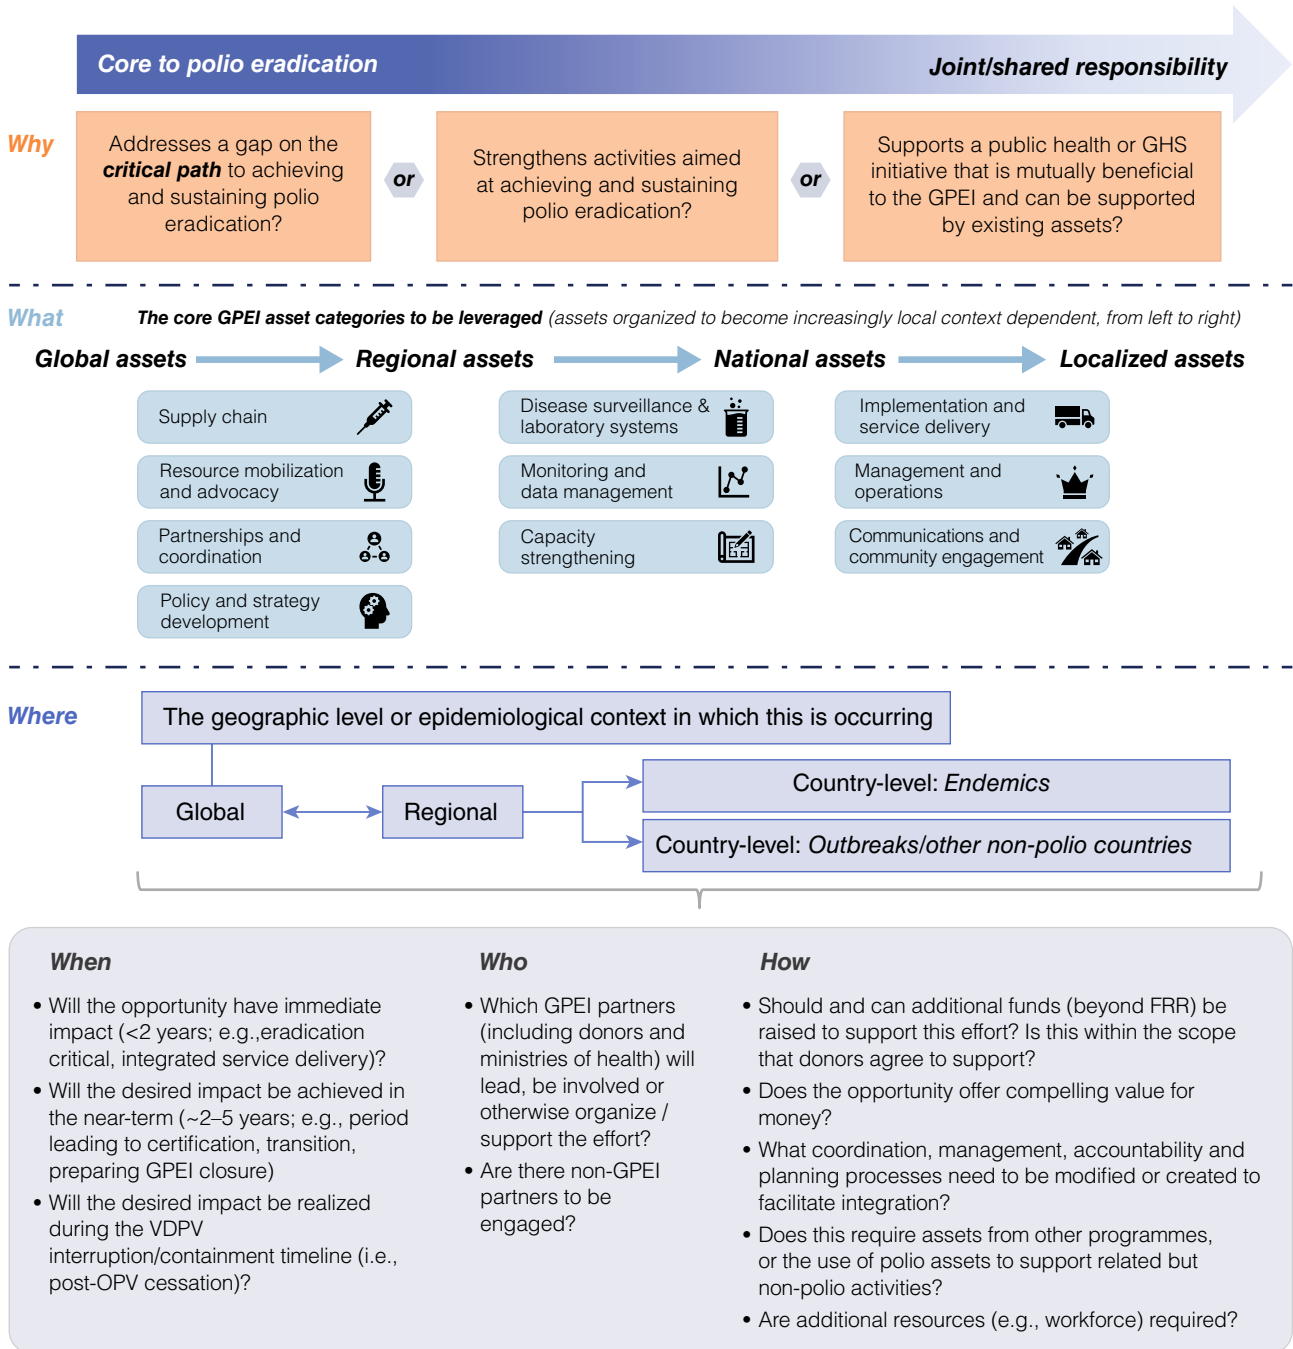 Core to polio eradication
Joint/shared responsibility
Why
Addresses a gap on the
critical path to achieving
and sustaining polio
eradication?
or
Strengthens activities aimed
at achieving and sustaining
polio eradication?
or
Supports a public health or GHS
initiative that is mutually beneficial
to the GPEI and can be supported
by existing assets?
What
The core GPEI asset categories to be leveraged (assets organized to become increasingly local context dependent, from left to right)
Global assets
Regional assets
National assets
Localized assets
Supply chain
Resource mobilization
and advocacy
Partnerships and
coordination
Policy and strategy
development
Disease surveillance &
laboratory systems
Monitoring and
data management
Capacity
strengthening
Implementation and
service delivery
Management and
operations
Communications and
community engagement
Where
The geographic level or epidemiological context in which this is occurring
Global
Regional
Country-level: Endemics
Country-level: Outbreaks/other non-polio countries
When
• Will the opportunity have immediate
impact (<2 years; e.g.,eradication
critical, integrated service delivery)?
• Will the desired impact be achieved in
the near-term (~2–5 years; e.g., period
leading to certification, transition,
preparing GPEI closure)
• Will the desired impact be realized
during the VDPV
interruption/containment timeline (i.e.,
post-OPV cessation)?
Who
• Which GPEI partners
(including donors and
ministries of health) will
lead, be involved or
otherwise organize /
support the effort?
• Are there non-GPEI
partners to be
engaged?
How
• Should and can additional funds (beyond FRR) be
raised to support this effort? Is this within the scope
that donors agree to support?
• Does the opportunity offer compelling value for
money?
• What coordination, management, accountability and
planning processes need to be modified or created to
facilitate integration?
• Does this require assets from other programmes,
or the use of polio assets to support related but
non-polio activities?
• Are additional resources (e.g., workforce) required?